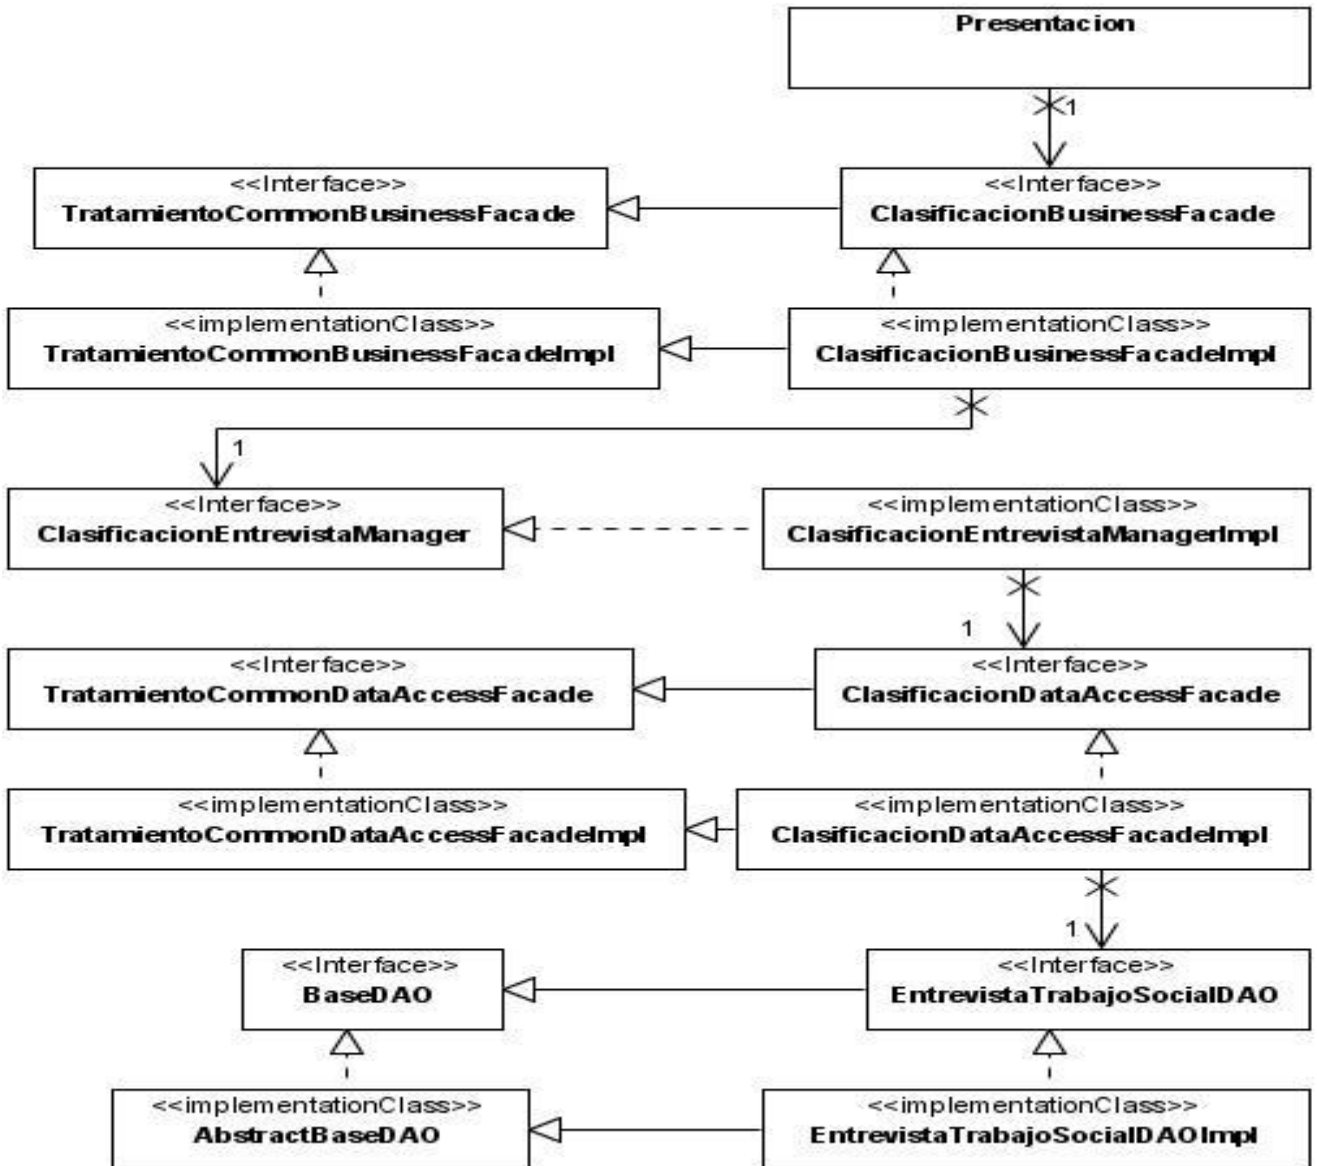 Presentacion
1
<<Interface>>
TratamientoCommonBusinessFacade
<<Interface>>
ClasificacionBusinessFacade
<<implementationClass>>
TratamientoCommonBusinessFacadeImpl
<<implementationClass>>
ClasificacionBusinessFacadeImpl
1
<<Interface>>
ClasificacionEntrevistaManager
<<implementationClass>>
ClasificacionEntrevistaManagerImpl
1
<<Interface>>
TratamientoCommonDataAccessFacade
<<Interface>>
ClasificacionDataAccessFacade
<<implementationClass>>
TratamientoCommonDataAccessFacadeImpl
<<implementationClass>>
ClasificacionDataAccessFacadeImpl
1
<<Interface>>
BaseDAO
<<Interface>>
EntrevistaTrabajoSocialDAO
<<implementationClass>>
AbstractBaseDAO
<<implementationClass>>
EntrevistaTrabajoSocialDAOImpl